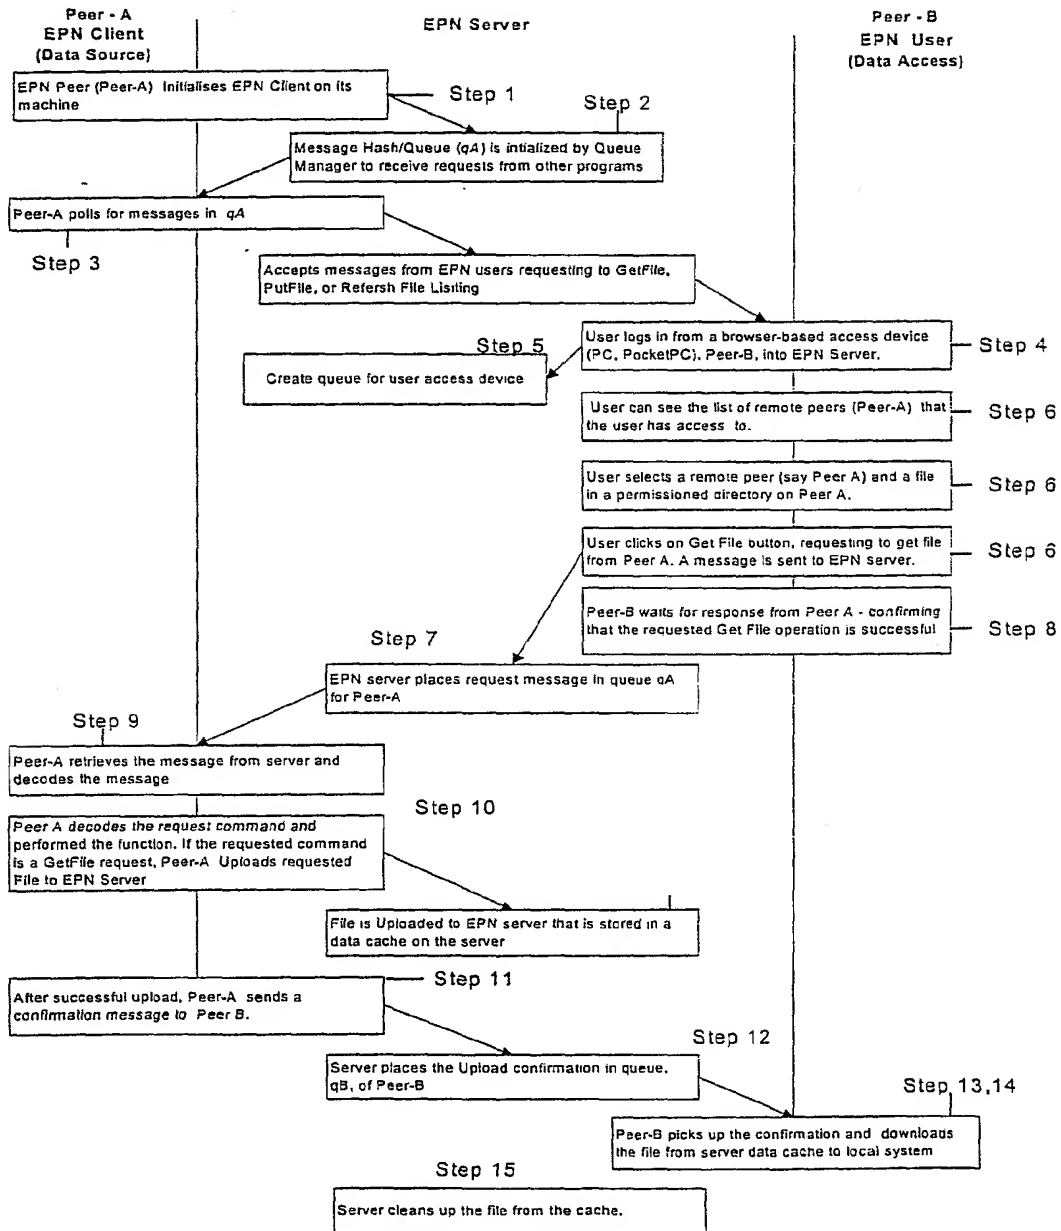 Peer - A
EPN Client
(Data Source)
EPN Server
Peer - B
EPN User
(Data Access)
EPN Peer (Peer-A) Initialises EPN Client on its
machine
Step 1
Step 2
Message Hash/Queue (qA) is intialized by Queue
Manager to receive requests from other programs
Peer-A polls for messages in qA
Step 3
Accepts messages from EPN users requesting to GetFile,
PutFile, or Refersh File Lisiting
User logs in from a browser-based access device
(PC, PocketPC), Peer-B, into EPN Server.
Step 4
Step 5
Create queue for user access device
User can see the list of remote peers (Peer-A) that
the user has access to.
Step 6
User selects a remote peer (say Peer A) and a file
in a permissioned directory on Peer A.
Step 6
User clicks on Get File button, requesting to get file
from Peer A. A message is sent to EPN server.
Step 6
Peer-B waits for response from Peer A - confirming
that the requested Get File operation is successful
Step 8
Step 7
EPN server places request message in queue qA
for Peer-A
Step 9
Peer-A retrieves the message from server and
decodes the message
Step 10
Peer A decodes the request command and
performed the function. If the requested command
is a GetFile request, Peer-A Uploads requested
File to EPN Server
File is Uploaded to EPN server that is stored in a
data cache on the server
Step 11
After successful upload, Peer-A sends a
confirmation message to Peer B.
Step 12
Server places the Upload confirmation in queue,
qB, of Peer-B
Step 13,14
Peer-B picks up the confirmation and downloads
the file from server data cache to local system
Step 15
Server cleans up the file from the cache.